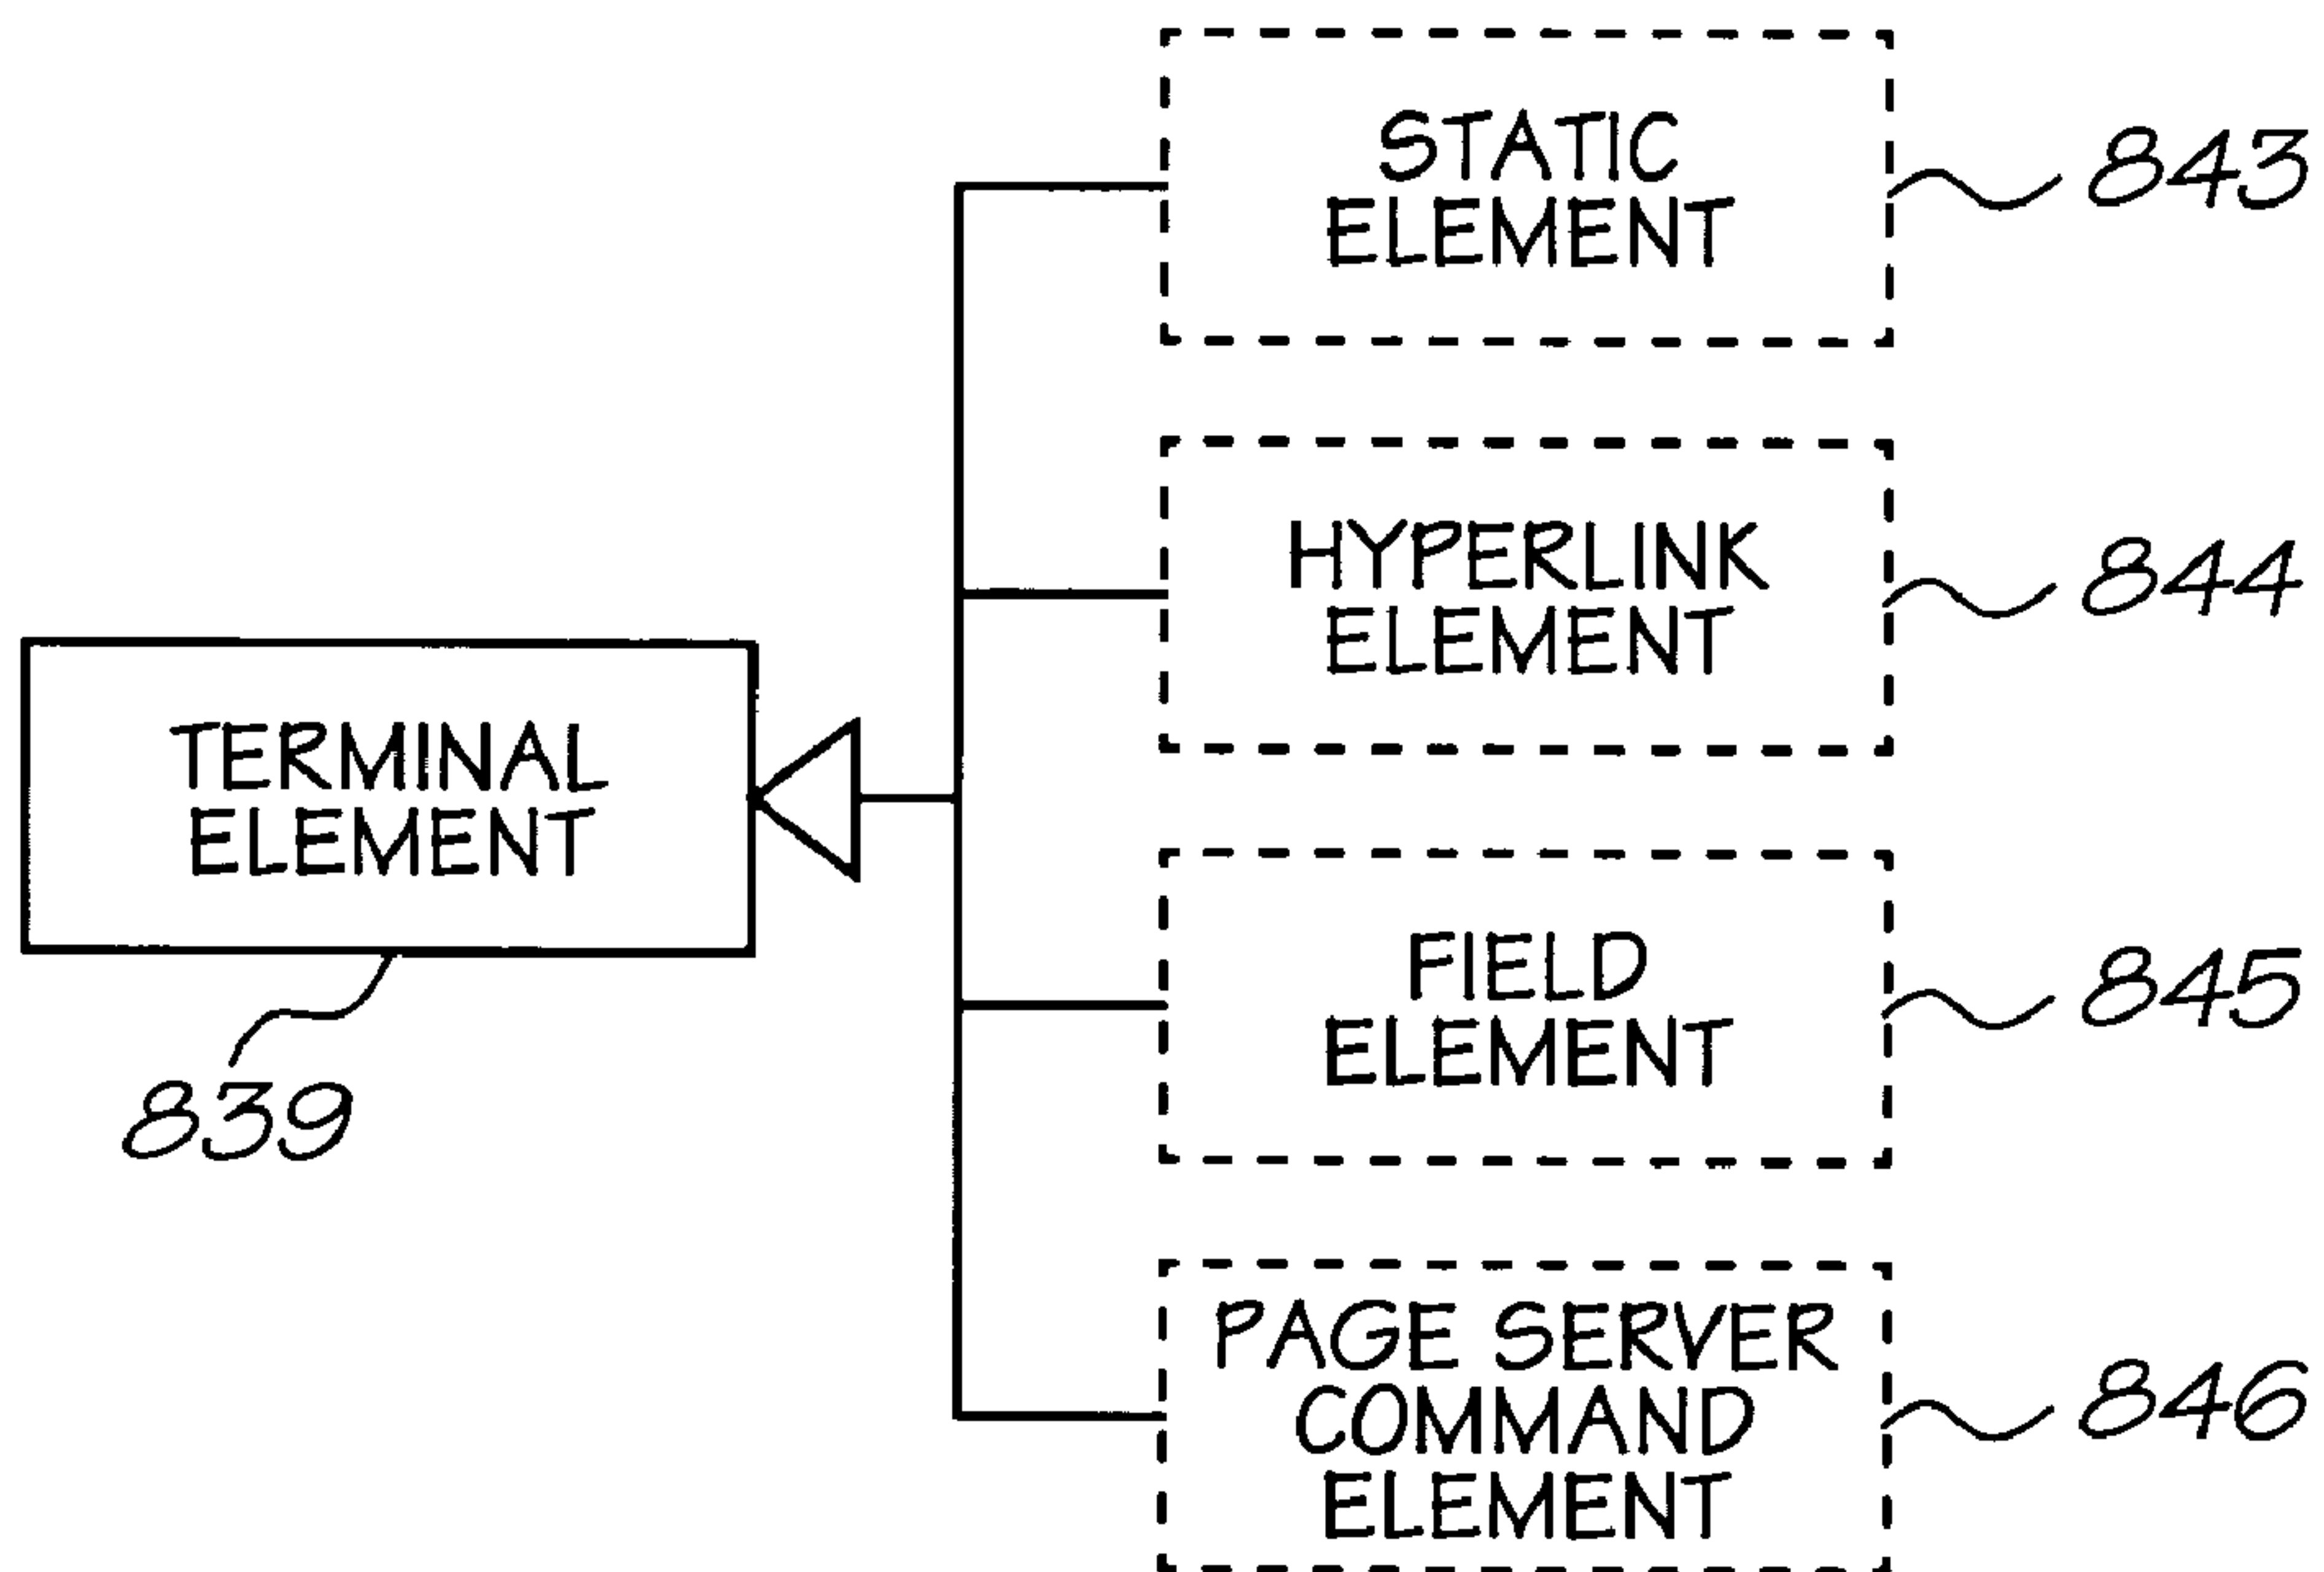 STATIC
ELEMENT
843
HYPERLINK
ELEMENT
844
TERMINAL
ELEMENT
839
FIELD
ELEMENT
845
PAGE SERVER
COMMAND
ELEMENT
846